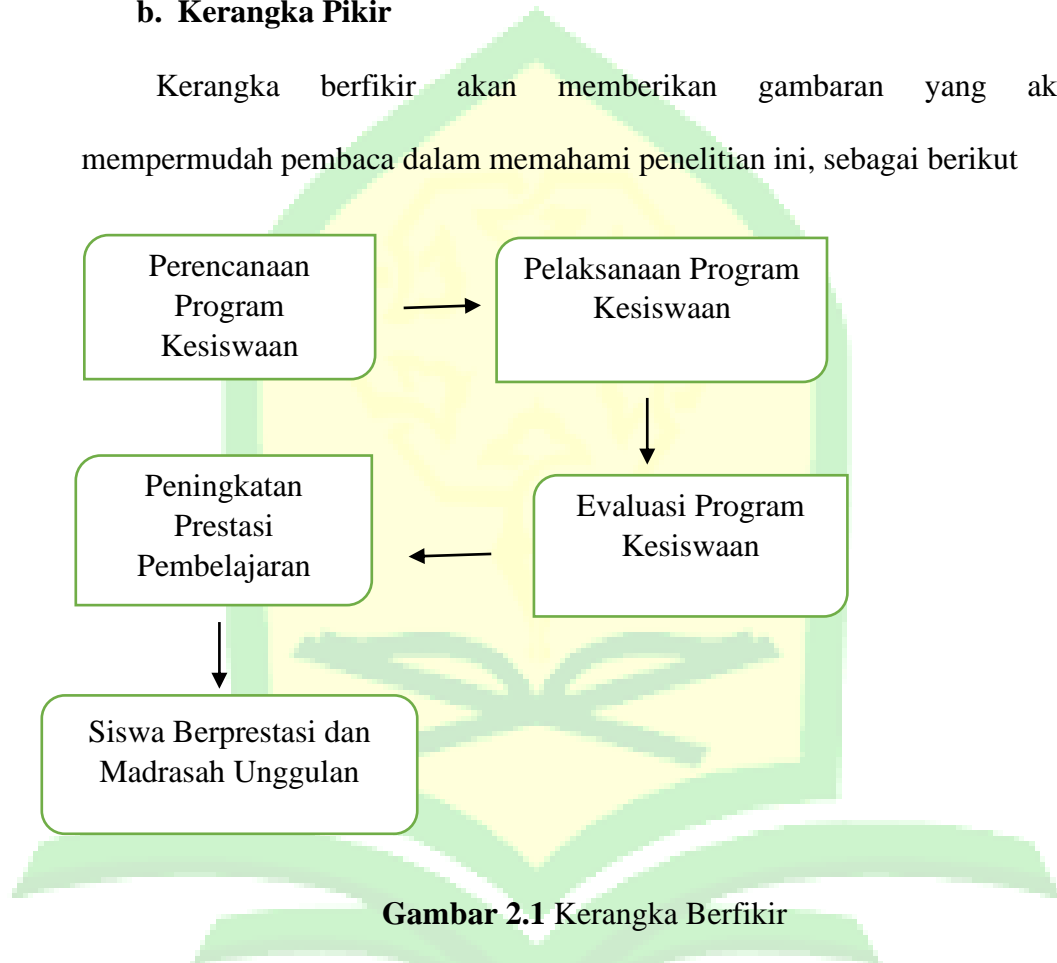 b. Kerangka Pikir
Kerangka berfikir akan memberikan gambaran yang ak
mempermudah pembaca dalam memahami penelitian ini, sebagai berikut
Perencanaan
Program
Kesiswaan
Pelaksanaan Program
Kesiswaan
Evaluasi Program
Kesiswaan
Peningkatan
Prestasi
Pembelajaran
Siswa Berprestasi dan
Madrasah Unggulan
Gambar 2.1 Kerangka Berfikir